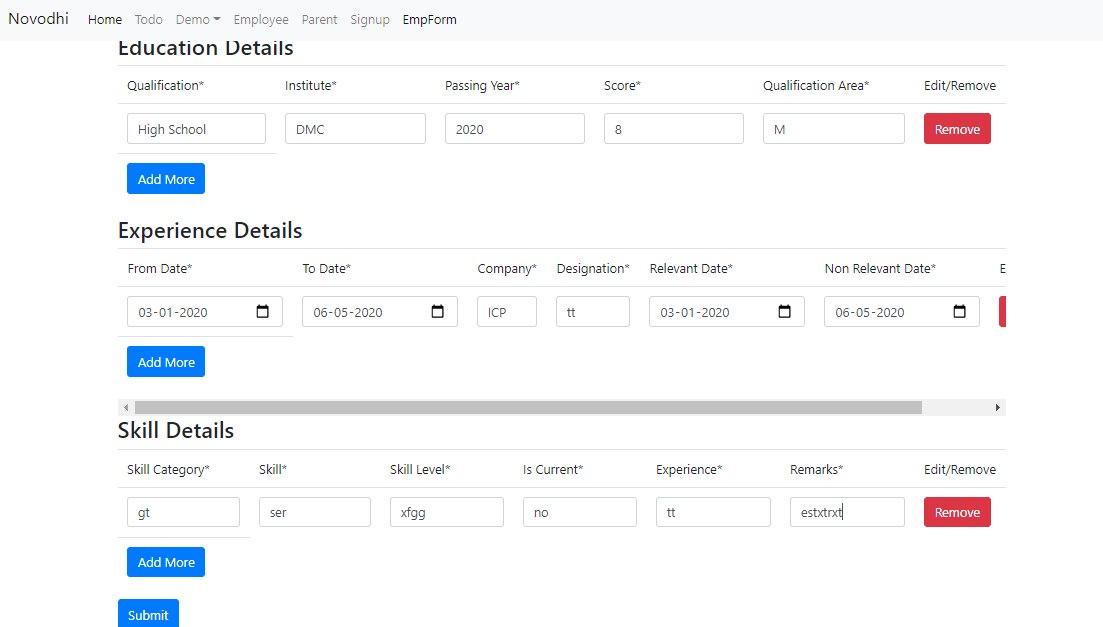 Novodhi Home Todo Demo Employee Parent Signup EmpForm
Education Details
Qualification* Institute* Passing Year* Score* Qualification Area* Edit/Remove
High School DMC 2020 8 M Remove
Add More
Experience Details
From Date* To Date* Company* Designation* Relevant Date* Non Relevant Date* E
03-01-2020 06-05-2020 ICP tt 03-01-2020 06-05-2020
Add More
Skill Details
Skill Category* Skill* Skill Level* Is Current* Experience* Remarks* Edit/Remove
gt ser xfgg no tt estxtrxt Remove
Add More
Submit